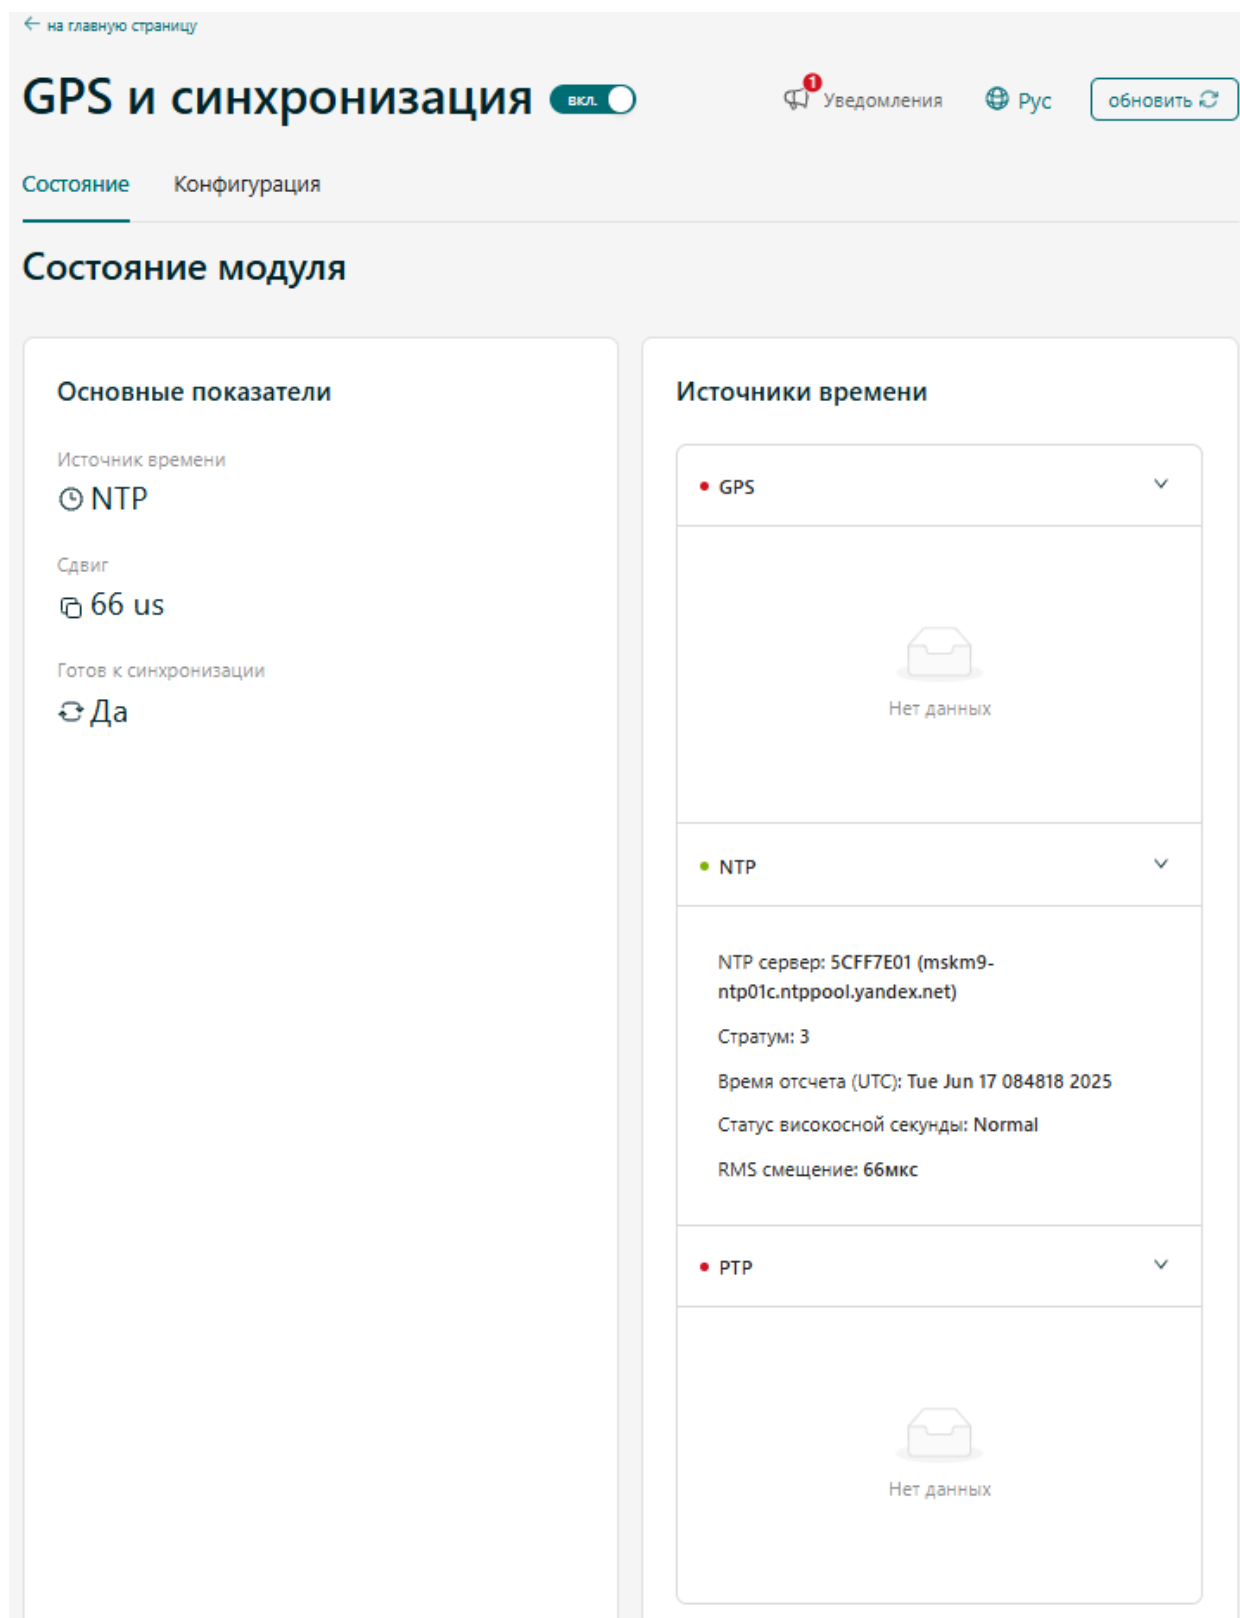 ← на главную страницу
GPS и синхронизация вкл. 1 Уведомления Рус обновить
Состояние Конфигурация
Состояние модуля
Основные показатели
Источник времени
NTP
Сдвиг
66 us
Готов к синхронизации
Да
Источники времени
GPS
Нет данных
NTP
NTP сервер: 5CFF7E01 (mskm9-
ntp01c.ntppool.yandex.net)
Стратум: 3
Время отсчета (UTC): Tue Jun 17 084818 2025
Статус високосной секунды: Normal
RMS смещение: 66мкс
PTP
Нет данных